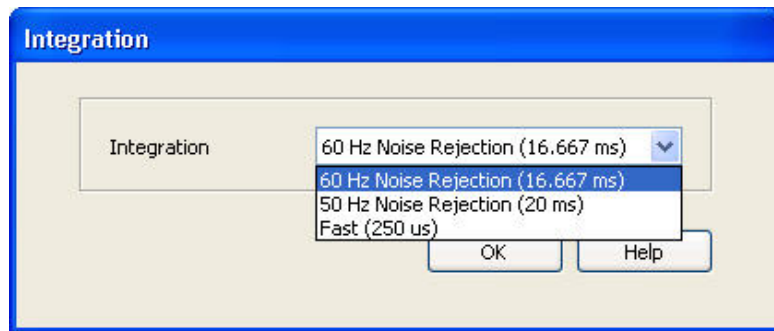 Integration
Integration 60 Hz Noise Rejection (16.667 ms)
60 Hz Noise Rejection (16.667 ms)
50 Hz Noise Rejection (20 ms)
Fast (250 us)
OK Help